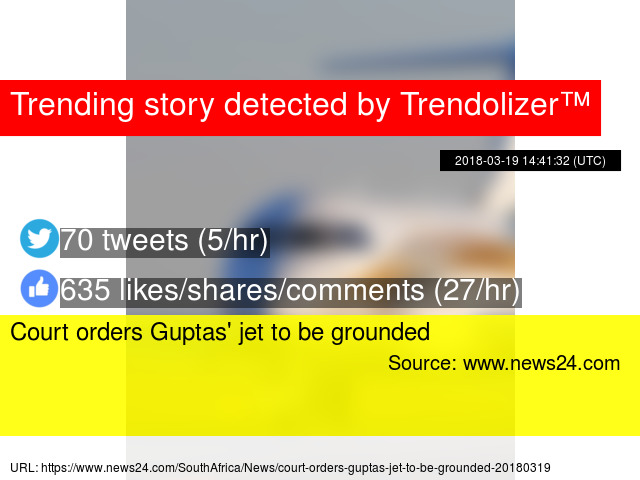 Trending story detected by Trendolizer™
2018-03-19 14:41:32 (UTC)
70 tweets (5/hr)
635 likes/shares/comments (27/hr)
Court orders Guptas' jet to be grounded
Source: www.news24.com
URL: https://www.news24.com/SouthAfrica/News/court-orders-guptas-jet-to-be-grounded-20180319